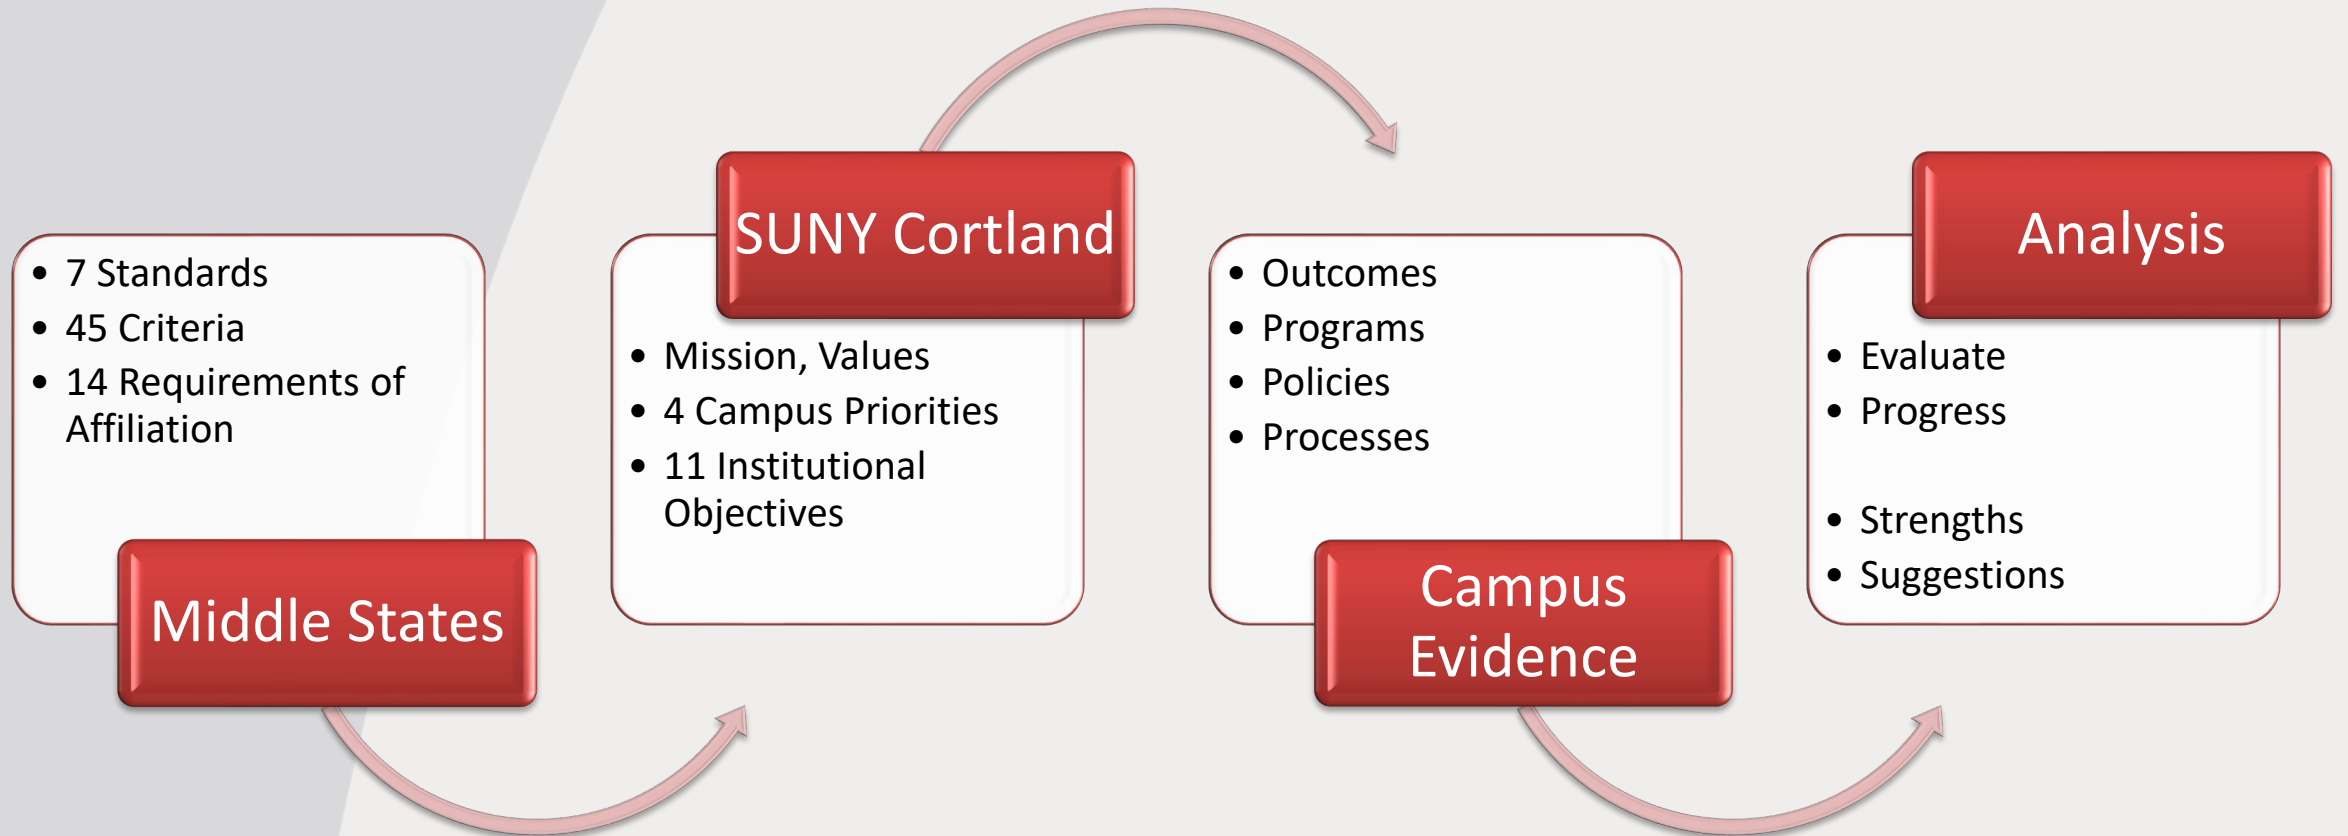 • 7 Standards
• 45 Criteria
• 14 Requirements of
Affiliation
Middle States
SUNY Cortland
• Mission, Values
• 4 Campus Priorities
• 11 Institutional
Objectives
• Outcomes
• Programs
• Policies
• Processes
Campus
Evidence
Analysis
• Evaluate
• Progress
• Strengths
• Suggestions